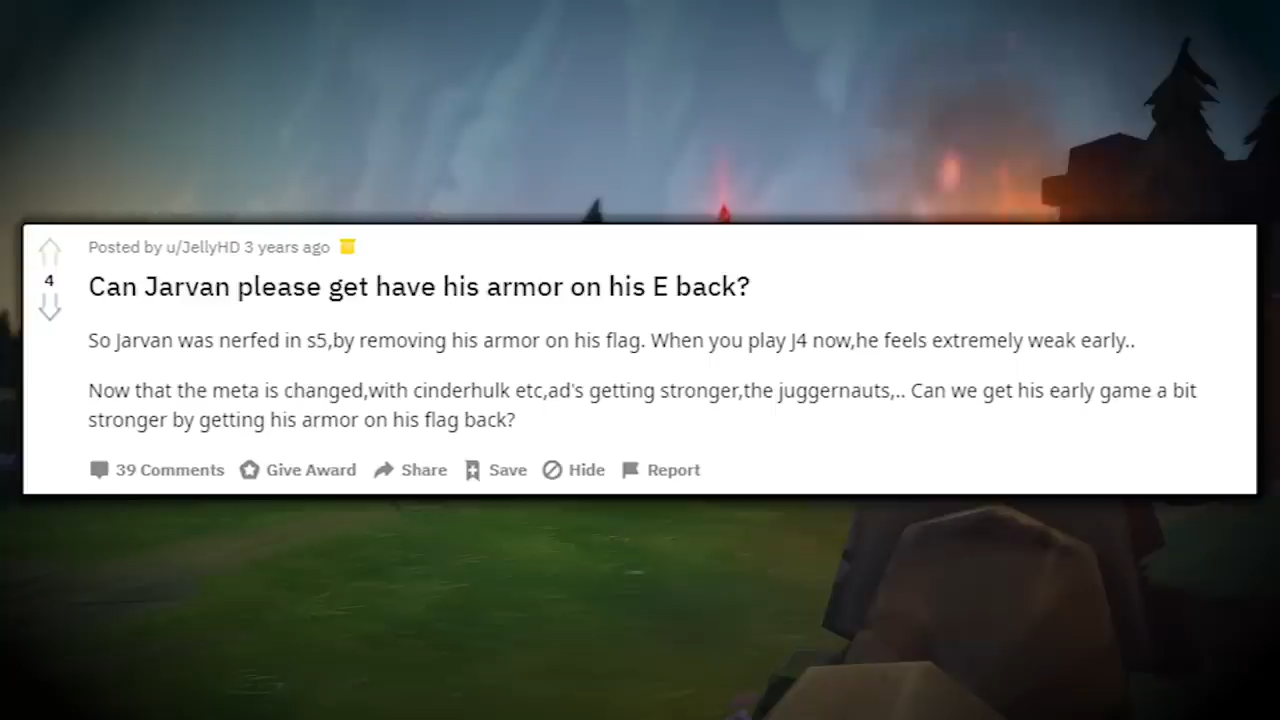 Posted by u/JellyHD 3 years ago
4
Can Jarvan please get have his armor on his E back?
So Jarvan was nerfed in s5,by removing his armor on his flag. When you play J4 now,he feels extremely weak early..
Now that the meta is changed,with cinderhulk etc,ad's getting stronger,the juggernauts,.. Can we get his early game a bit
stronger by getting his armor on his flag back?
39 Comments Give Award Share Save Hide Report